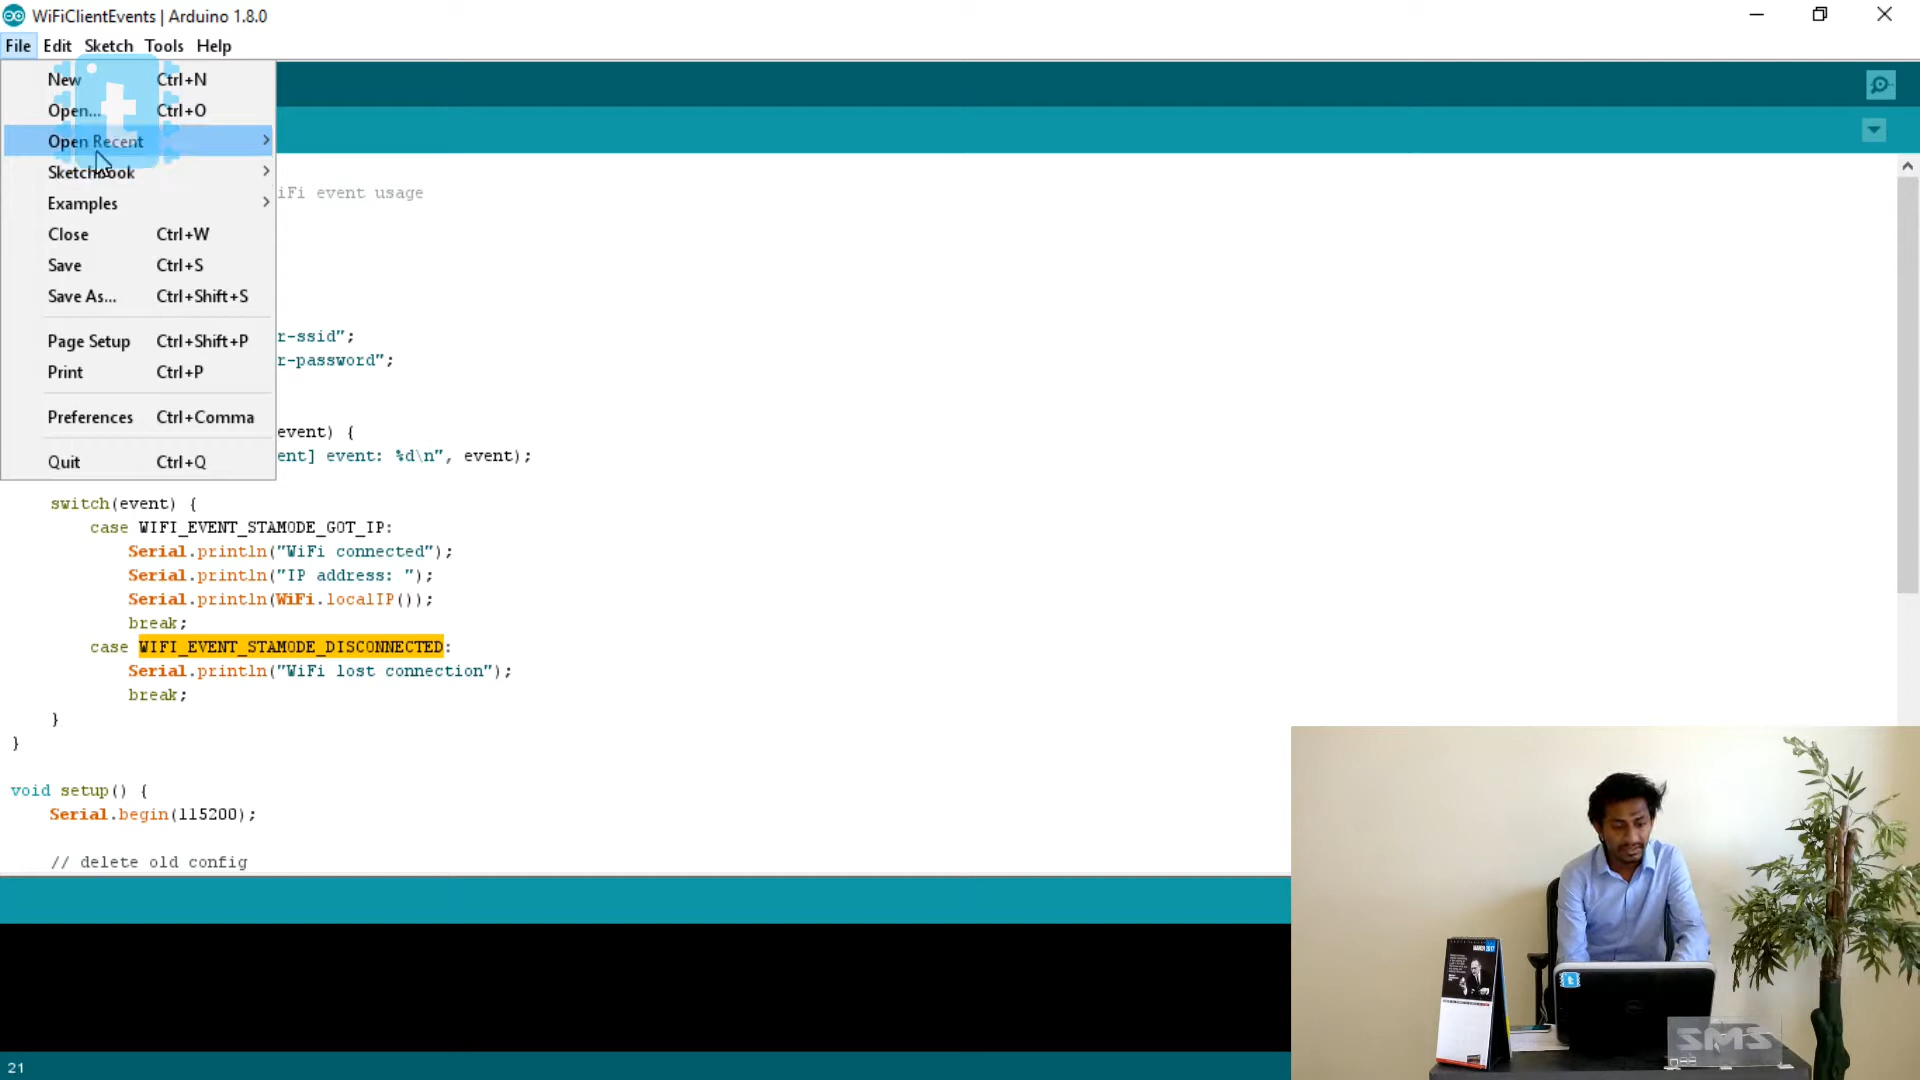 WiFiClientEvents | Arduino 1.8.0
File Edit Sketch Tools Help
New Ctrl+N
Open... Ctrl+O
Open Recent
Sketchbook
Examples
Close Ctrl+W
Save Ctrl+S
Save As... Ctrl+Shift+S
Page Setup Ctrl+Shift+P
Print Ctrl+P
Preferences Ctrl+Comma
Quit Ctrl+Q
t
iFi event usage
r-ssid";
r-password";
event) {
ent] event: %d\n", event);
switch(event) {
case WIFI_EVENT_STAMODE_GOT_IP:
Serial.println("WiFi connected");
Serial.println("IP address: ");
Serial.println(WiFi.localIP());
break;
case WIFI_EVENT_STAMODE_DISCONNECTED:
Serial.println("WiFi lost connection");
break;
}
}
void setup() {
Serial.begin(115200);
// delete old config
21
MARCH 2017
t
SMS